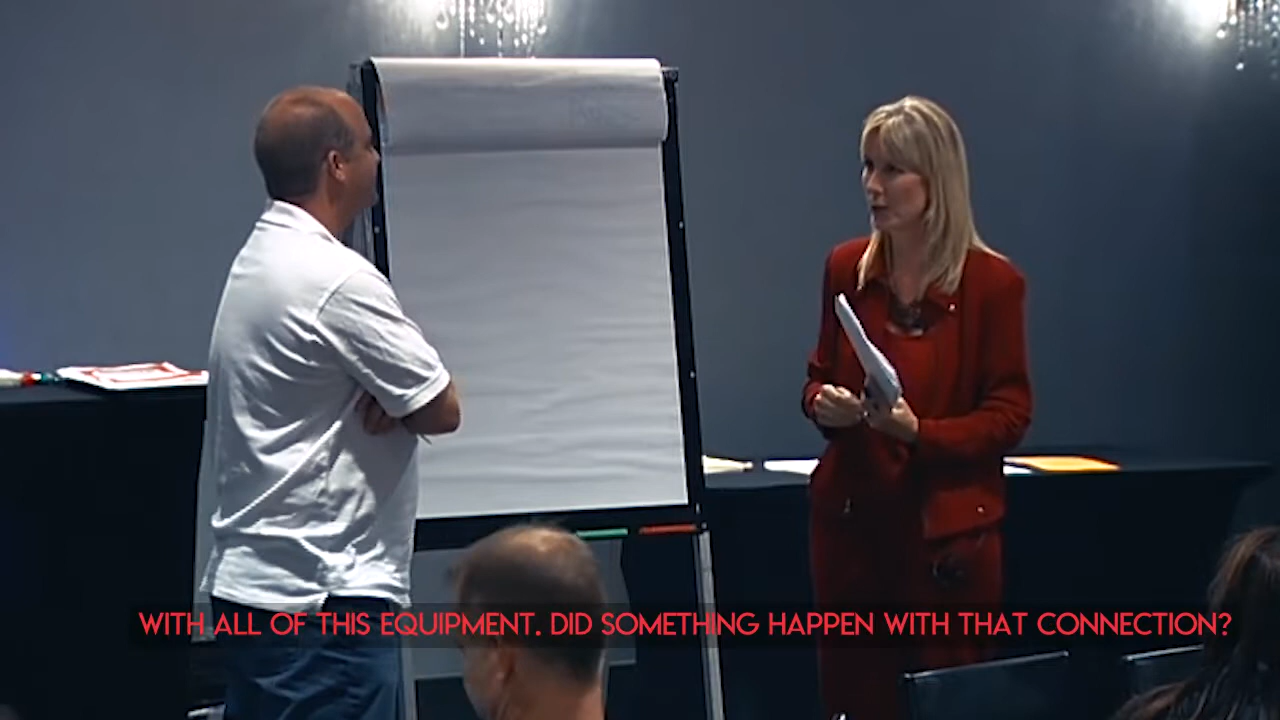 WITH ALL OF THIS EQUIPMENT. DID SOMETHING HAPPEN WITH THAT CONNECTION?